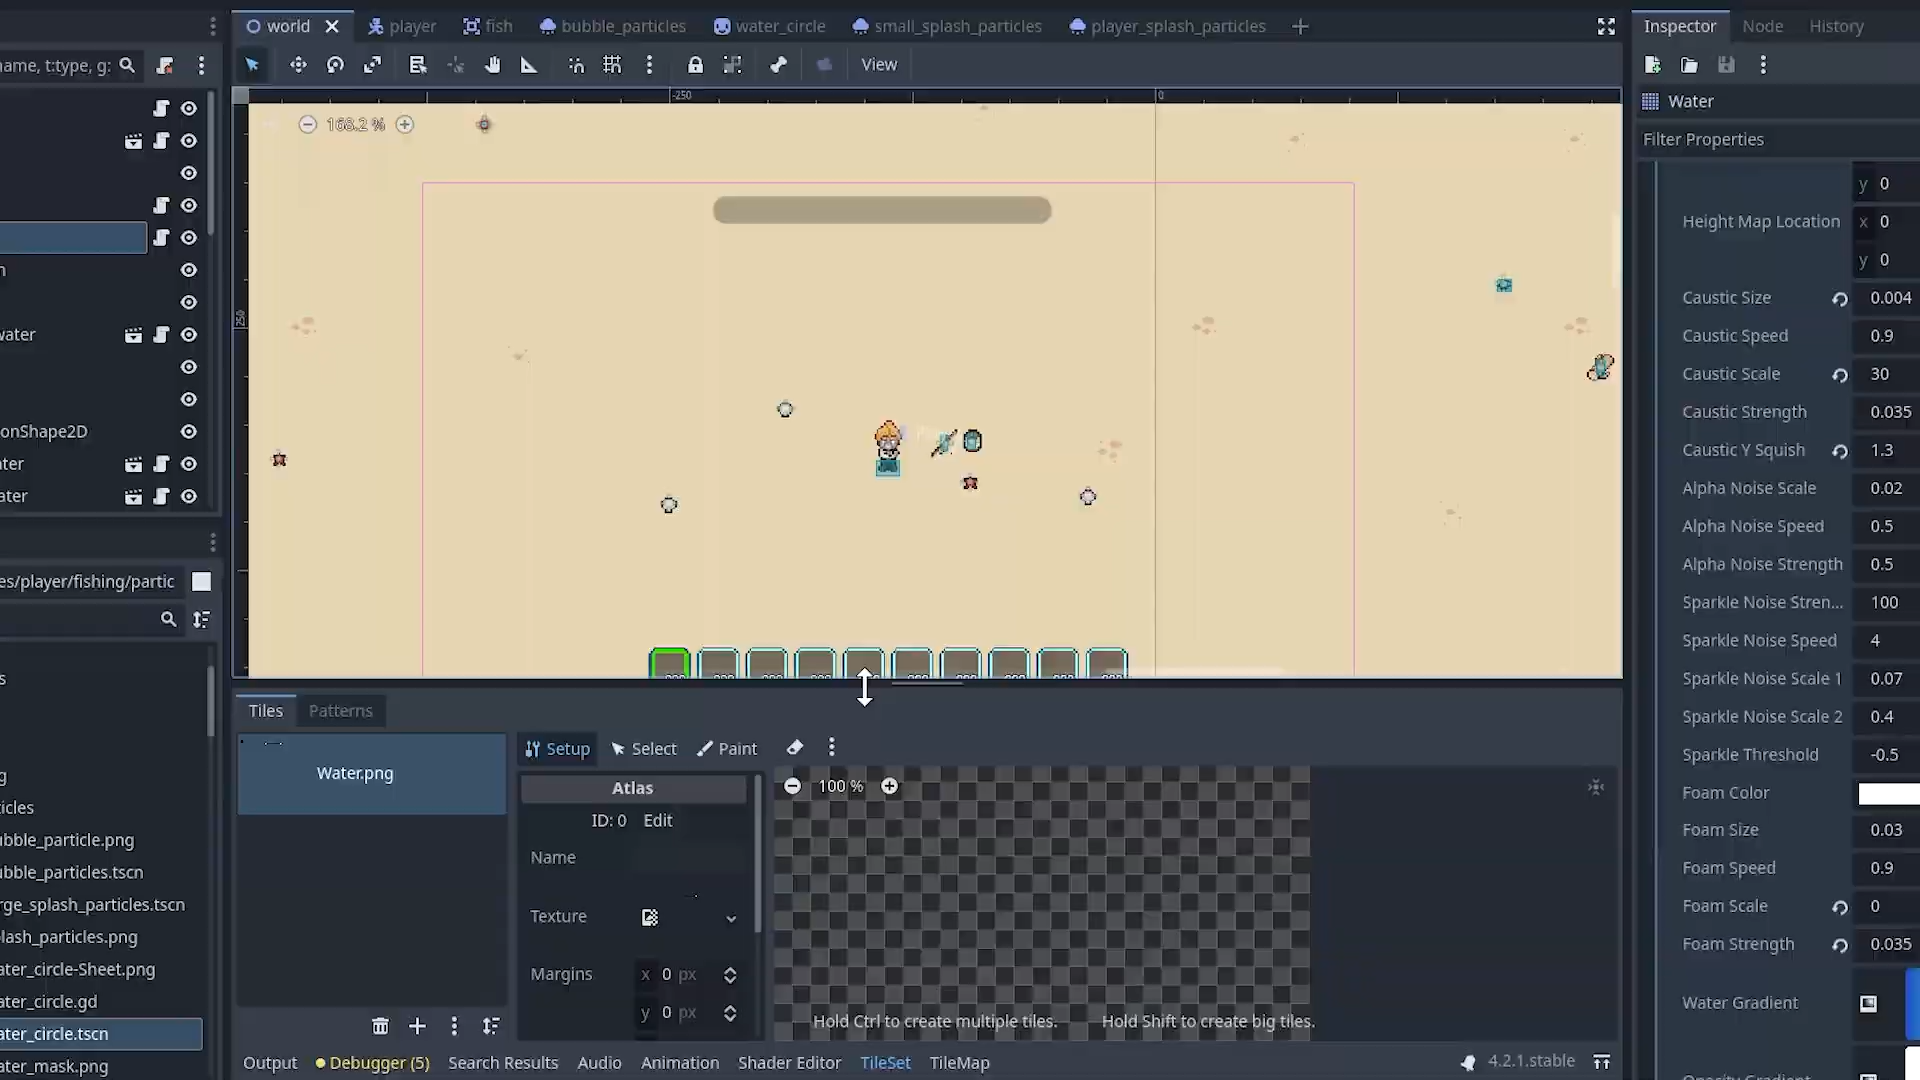 world
player
fish
bubble_particles
water_circle
small_splash_particles
player_splash_particles
Inspector
Node
History
ame, t:type, g:
View
Water
Filter Properties
-250
0
168.2 %
250
n
vater
onShape2D
ter
ater
es/player/fishing/partic
s
g
icles
ubble_particle.png
ubble_particles.tscn
rge_splash_particles.tscn
lash_particles.png
ater_circle-Sheet.png
ater_circle.gd
ater_circle.tscn
ater_mask.png
y 0
Height Map Location x 0
y 0
Caustic Size 0.004
Caustic Speed 0.9
Caustic Scale 30
Caustic Strength 0.035
Caustic Y Squish 1.3
Alpha Noise Scale 0.02
Alpha Noise Speed 0.5
Alpha Noise Strength 0.5
Sparkle Noise Stren... 100
Sparkle Noise Speed 4
Sparkle Noise Scale 1 0.07
Sparkle Noise Scale 2 0.4
Sparkle Threshold -0.5
Foam Color
Foam Size 0.03
Foam Speed 0.9
Foam Scale 0
Foam Strength 0.035
Water Gradient
Tiles
Patterns
Water.png
Setup
Select
Paint
Atlas
ID: 0 Edit
Name
Texture
Margins x 0 px
y 0 px
100 %
Hold Ctrl to create multiple tiles.
Hold Shift to create big tiles.
Output
Debugger (5)
Search Results
Audio
Animation
Shader Editor
TileSet
TileMap
4.2.1.stable